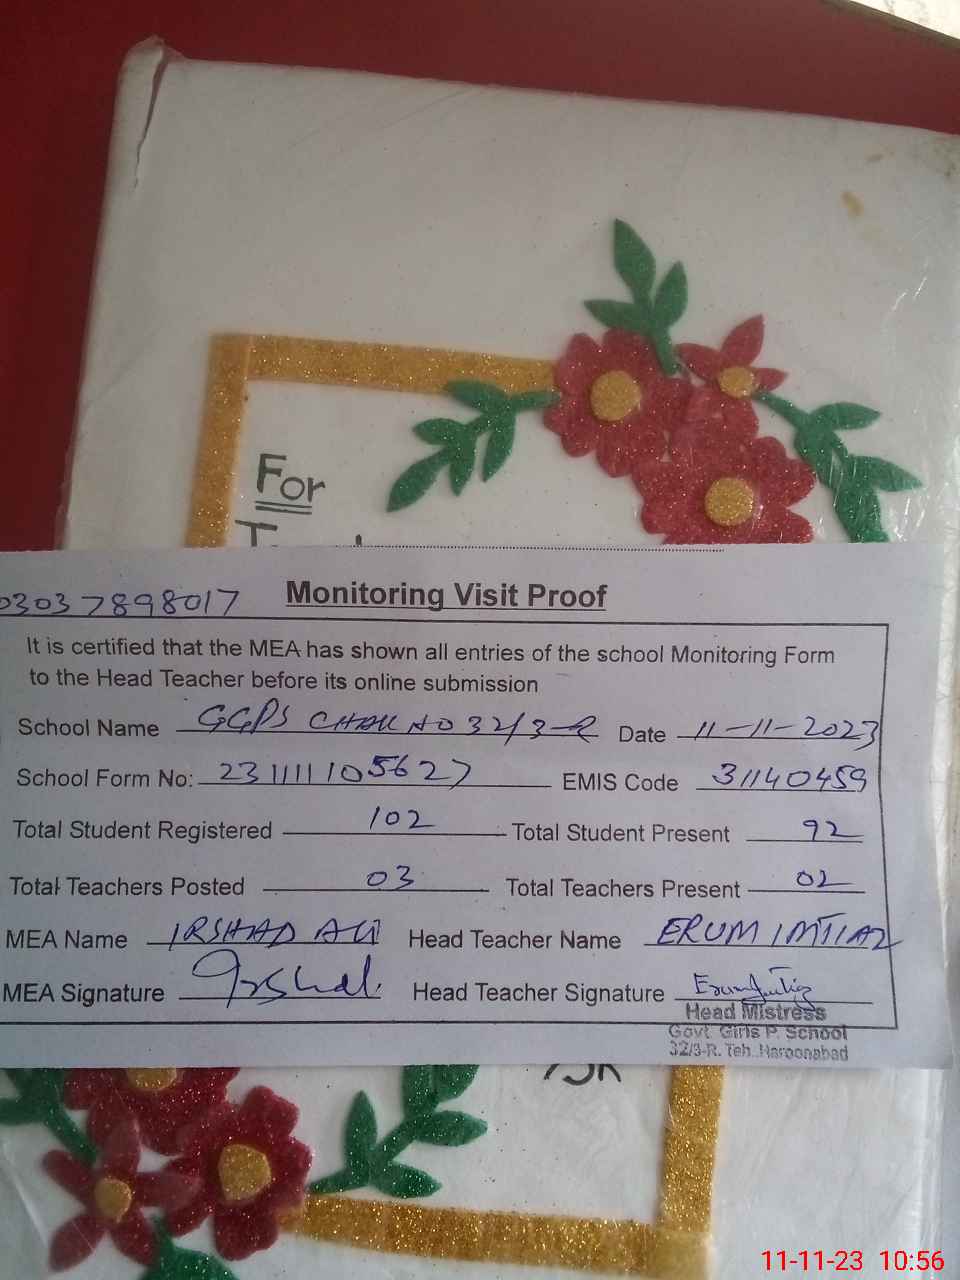 For
03037898017
Monitoring Visit Proof
It is certified that the MEA has shown all entries of the school Monitoring Form
to the Head Teacher before its online submission
School Name GGPS CHAK NO 32/3-R Date 11-11-2023
School Form No: 231111105627 EMIS Code 31140459
Total Student Registered 102 Total Student Present 92
Total Teachers Posted 03 Total Teachers Present 02
MEA Name IRSHAD ALI Head Teacher Name ERUM IMTIAZ
MEA Signature Irshad Head Teacher Signature Erum Imtiaz
Head Mistress
Govt. Girls P. School
32/3-R. Teh. Haroonabad
11-11-23 10:56